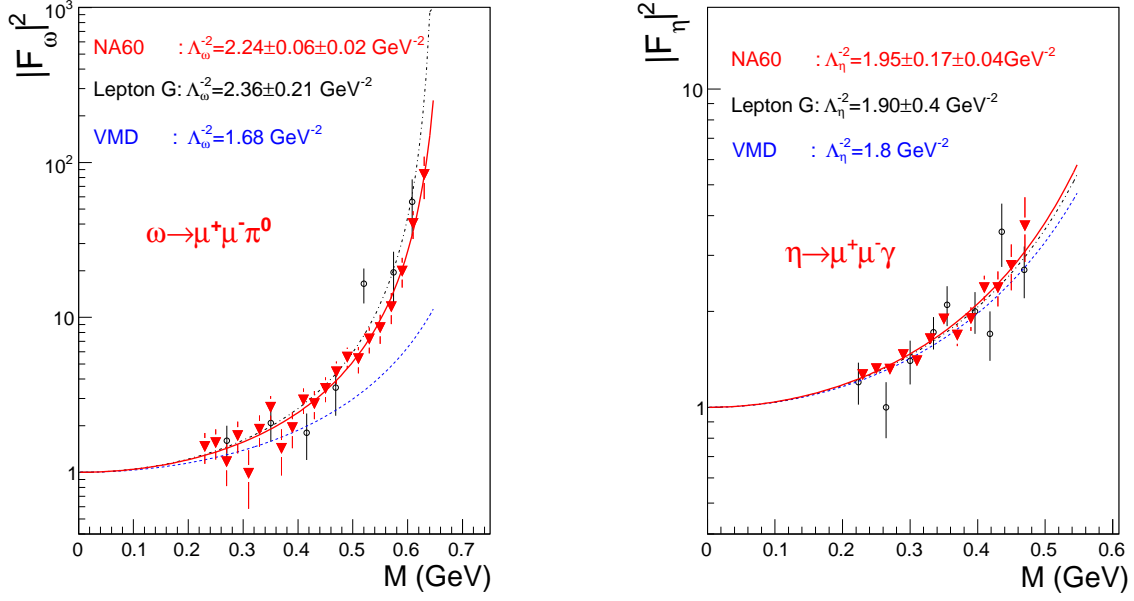 |F_ω|²
10³
10²
10
1
NA60 : Λ_ω⁻²=2.24±0.06±0.02 GeV⁻²
Lepton G: Λ_ω⁻²=2.36±0.21 GeV⁻²
VMD : Λ_ω⁻²=1.68 GeV⁻²
ω→μ⁺μ⁻π⁰
0 0.1 0.2 0.3 0.4 0.5 0.6 0.7
M (GeV)
|F_η|²
10
1
NA60 : Λ_η⁻²=1.95±0.17±0.04GeV⁻²
Lepton G: Λ_η⁻²=1.90±0.4 GeV⁻²
VMD : Λ_η⁻²=1.8 GeV⁻²
η→μ⁺μ⁻γ
0 0.1 0.2 0.3 0.4 0.5 0.6
M (GeV)